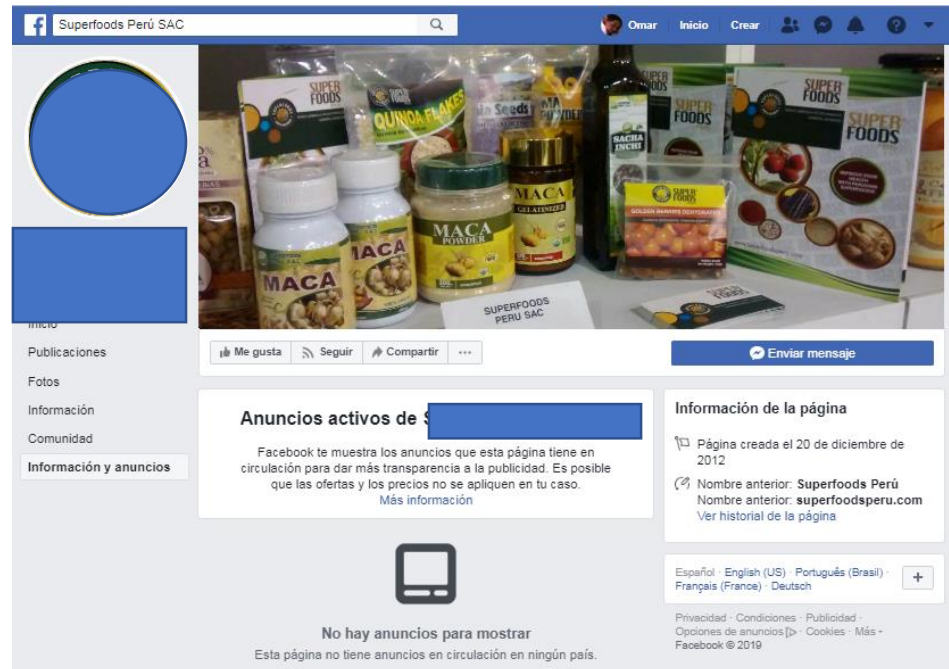 Superfoods Perú SAC
Omar Inicio Crear
SUPER
FOODS
QUINOA FLAKES
MACA
MACA
MACA
POWDER
MACA
GELATINIZED
SACHA
INCHI
SUPER
FOODS
GOLDEN BERRIES DEHYDRATED
SUPER
FOODS
SUPER
FOODS
SUPERFOODS
PERU SAC
Inicio
Publicaciones
Fotos
Información
Comunidad
Información y anuncios
Me gusta Seguir Compartir ...
Enviar mensaje
Anuncios activos de
Facebook te muestra los anuncios que esta página tiene en
circulación para dar más transparencia a la publicidad. Es posible
que las ofertas y los precios no se apliquen en tu caso.
Más información
No hay anuncios para mostrar
Esta página no tiene anuncios en circulación en ningún país.
Información de la página
Página creada el 20 de diciembre de
2012
Nombre anterior: Superfoods Perú
Nombre anterior: superfoodsperu.com
Ver historial de la página
Español · English (US) · Português (Brasil) ·
Français (France) · Deutsch
Privacidad · Condiciones · Publicidad ·
Opciones de anuncios · Cookies · Más
Facebook © 2019